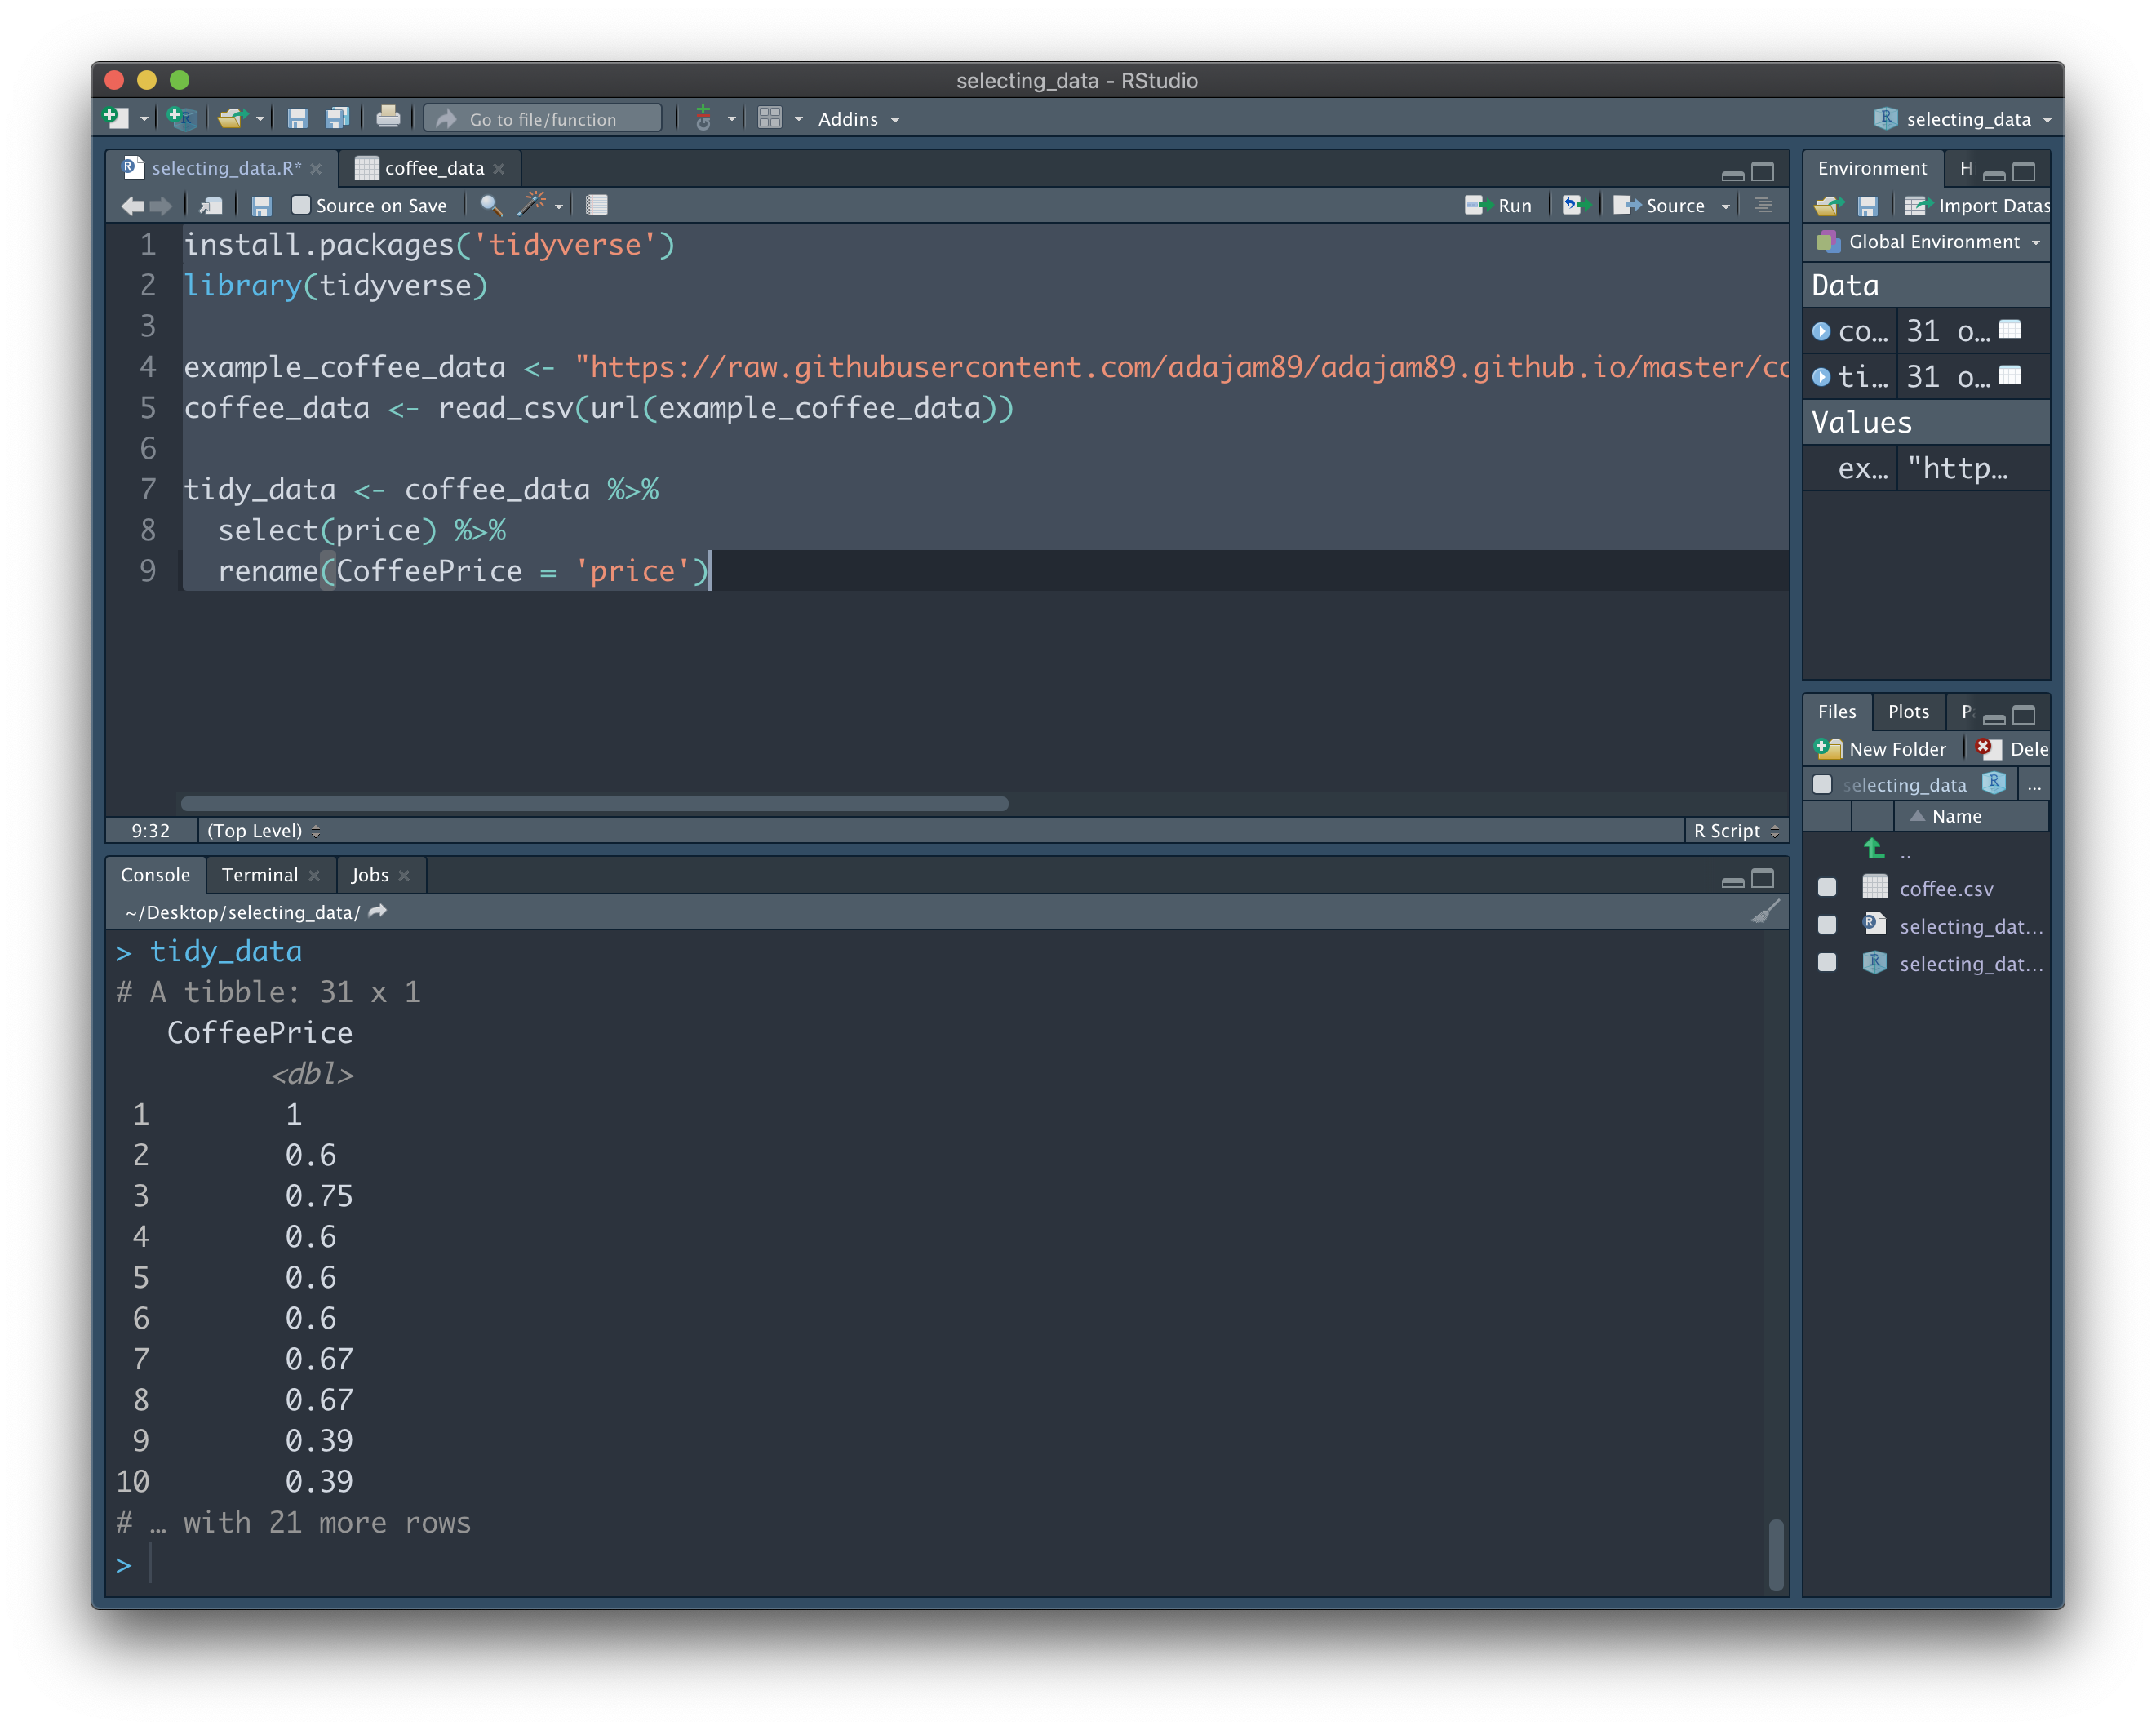 selecting_data - RStudio
Go to file/function
Addins
selecting_data
selecting_data.R*
coffee_data
Source on Save
Run
Source
1 install.packages('tidyverse')
2 library(tidyverse)
3
4 example_coffee_data <- "https://raw.githubusercontent.com/adajam89/adajam89.github.io/master/co
5 coffee_data <- read_csv(url(example_coffee_data))
6
7 tidy_data <- coffee_data %>%
8   select(price) %>%
9   rename(CoffeePrice = 'price')
9:32
(Top Level)
R Script
Console
Terminal
Jobs
~/Desktop/selecting_data/
> tidy_data
# A tibble: 31 x 1
CoffeePrice
<dbl>
1 1
2 0.6
3 0.75
4 0.6
5 0.6
6 0.6
7 0.67
8 0.67
9 0.39
10 0.39
# … with 21 more rows
>
Environment
H
Import Datas
Global Environment
Data
co… 31 o…
ti… 31 o…
Values
ex… "http…
Files
Plots
P
New Folder
Dele
selecting_data
...
Name
..
coffee.csv
selecting_dat...
selecting_dat...